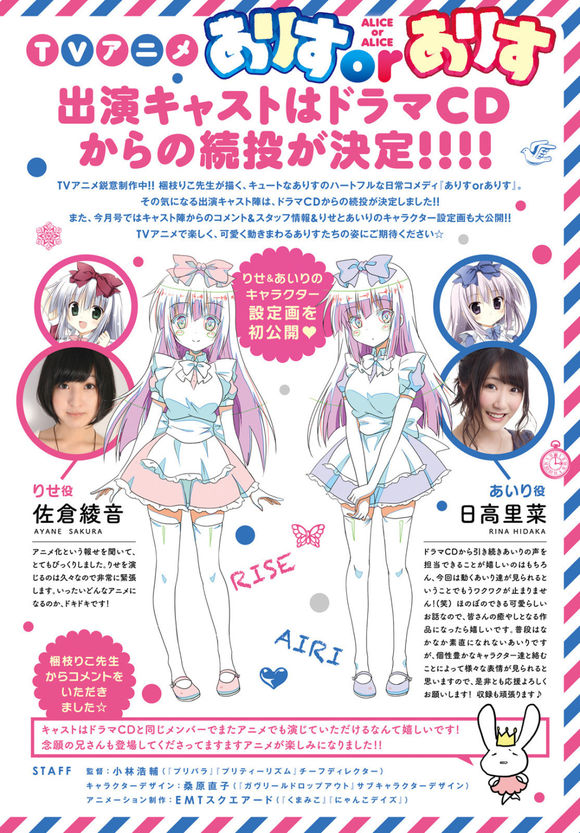 TVアニメ
ありすorありす
ALICE
or
ALICE
出演キャストはドラマCD
からの続投が決定!!!!
TVアニメ鋭意制作中!! 梱枝りこ先生が描く、キュートなありすのハートフルな日常コメディ『ありすorありす』。
その気になる出演キャスト陣は、ドラマCDからの続投が決定しました!!
また、今月号ではキャスト陣からのコメント&スタッフ情報&りせとあいりのキャラクター設定画も大公開!!
TVアニメで楽しく、可愛く動きまわるありすたちの姿にご期待ください☆
りせ&あいりの
キャラクター
設定画を
初公開♥
りせ役
佐倉綾音
AYANE SAKURA
アニメ化という報せを聞いて、
とてもびっくりしました。りせを演
じるのは久々なので非常に緊張
します。いったいどんなアニメに
なるのか、ドキドキです!
あいり役
日高里菜
RINA HIDAKA
ドラマCDから引き続きあいりの声を
担当できることが嬉しいのはもちろ
ん、今回は動くあいり達が見られると
いうことでもうワクワクが止まりませ
ん!(笑) ほのぼのできる可愛らしい
お話なので、皆さんの癒やしとなる作
品になったら嬉しいです。普段はな
かなか素直になれないあいりです
が、個性豊かなキャラクター達と絡む
ことによって様々な表情が見られると
思いますので、是非とも応援よろしく
お願いします! 収録も頑張ります♪
RISE
AIRI
梱枝りこ先生
からコメントを
いただき
ました☆
キャストはドラマCDと同じメンバーでまたアニメでも演じていただけるなんて嬉しいです!
念願の兄さんも登場してくださってますますアニメが楽しみになりました!!
STAFF 監督:小林浩輔(『プリパラ』『プリティーリズム』チーフディレクター)
キャラクターデザイン:桑原直子(『ガヴリールドロップアウト』サブキャラクターデザイン)
アニメーション制作:EMTスクエアード(『くまみこ』『にゃんこデイズ』)